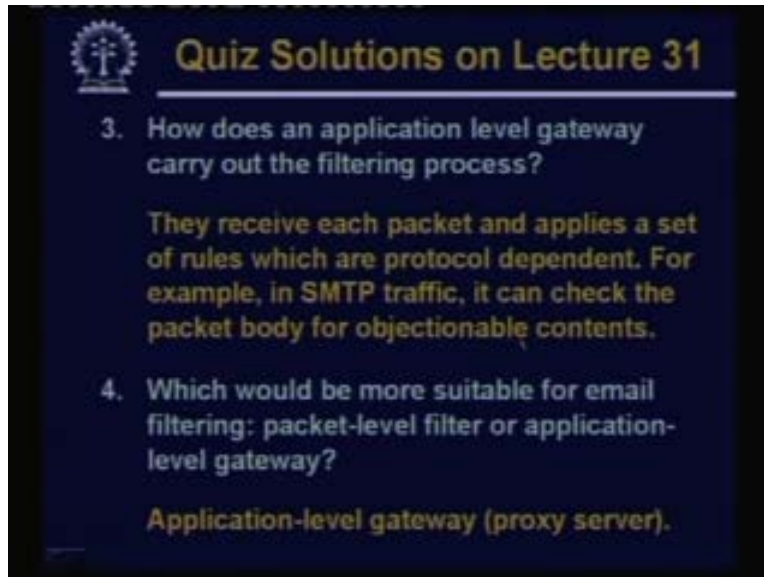 Quiz Solutions on Lecture 31
3. How does an application level gateway
carry out the filtering process?
They receive each packet and applies a set
of rules which are protocol dependent. For
example, in SMTP traffic, it can check the
packet body for objectionable contents.
4. Which would be more suitable for email
filtering: packet-level filter or application-
level gateway?
Application-level gateway (proxy server).